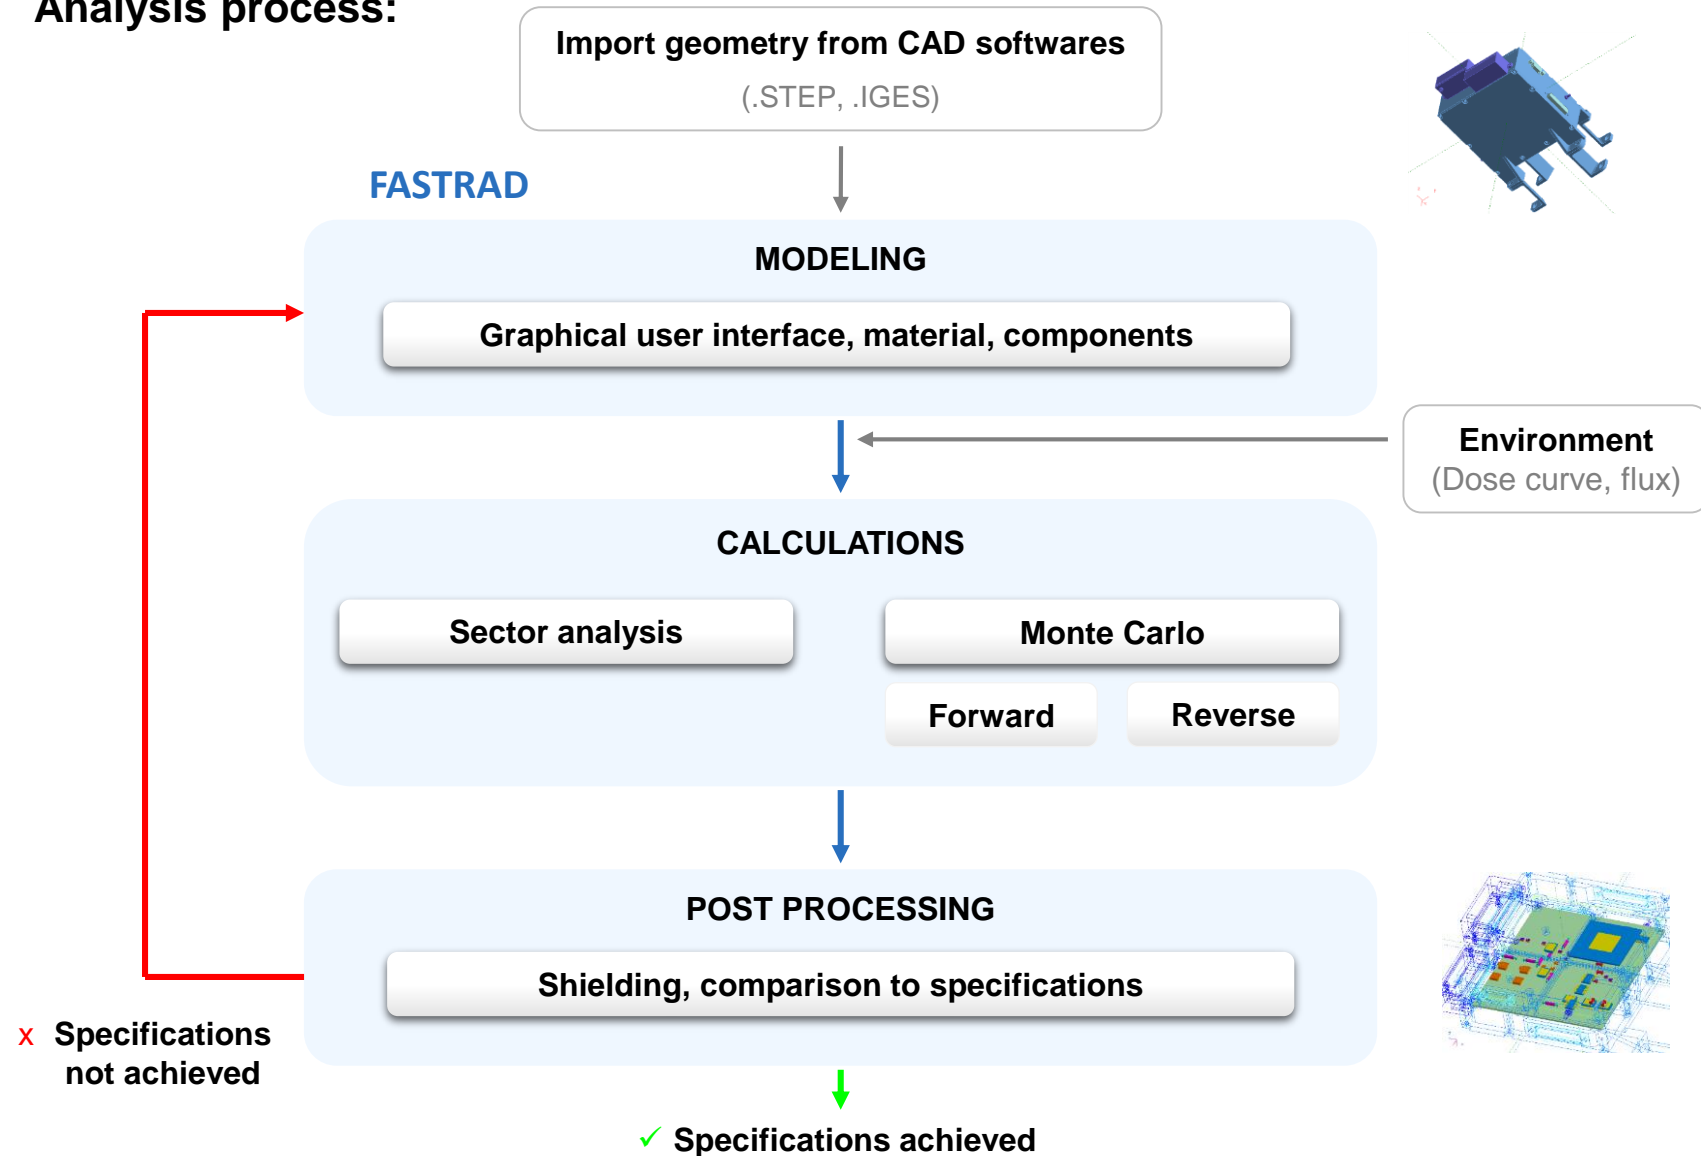 Analysis process:
Import geometry from CAD softwares
(.STEP, .IGES)
FASTRAD
MODELING
Graphical user interface, material, components
Environment
(Dose curve, flux)
CALCULATIONS
Sector analysis
Monte Carlo
Forward
Reverse
POST PROCESSING
Shielding, comparison to specifications
x Specifications
not achieved
✓ Specifications achieved